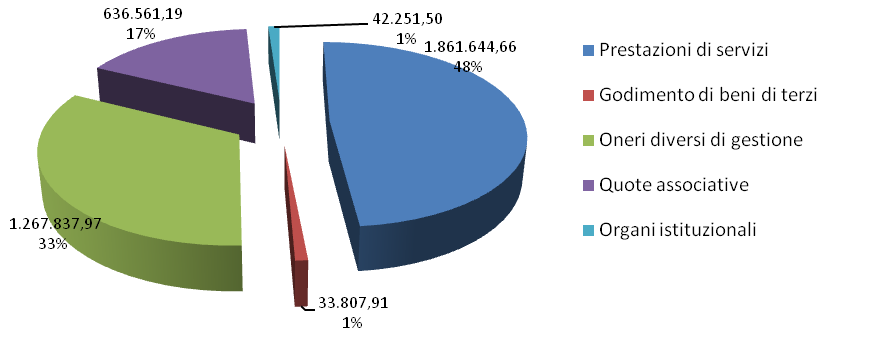 636.561,19
17%
42.251,50
1%
1.861.644,66
48%
1.267.837,97
33%
33.807,91
1%
Prestazioni di servizi
Godimento di beni di terzi
Oneri diversi di gestione
Quote associative
Organi istituzionali